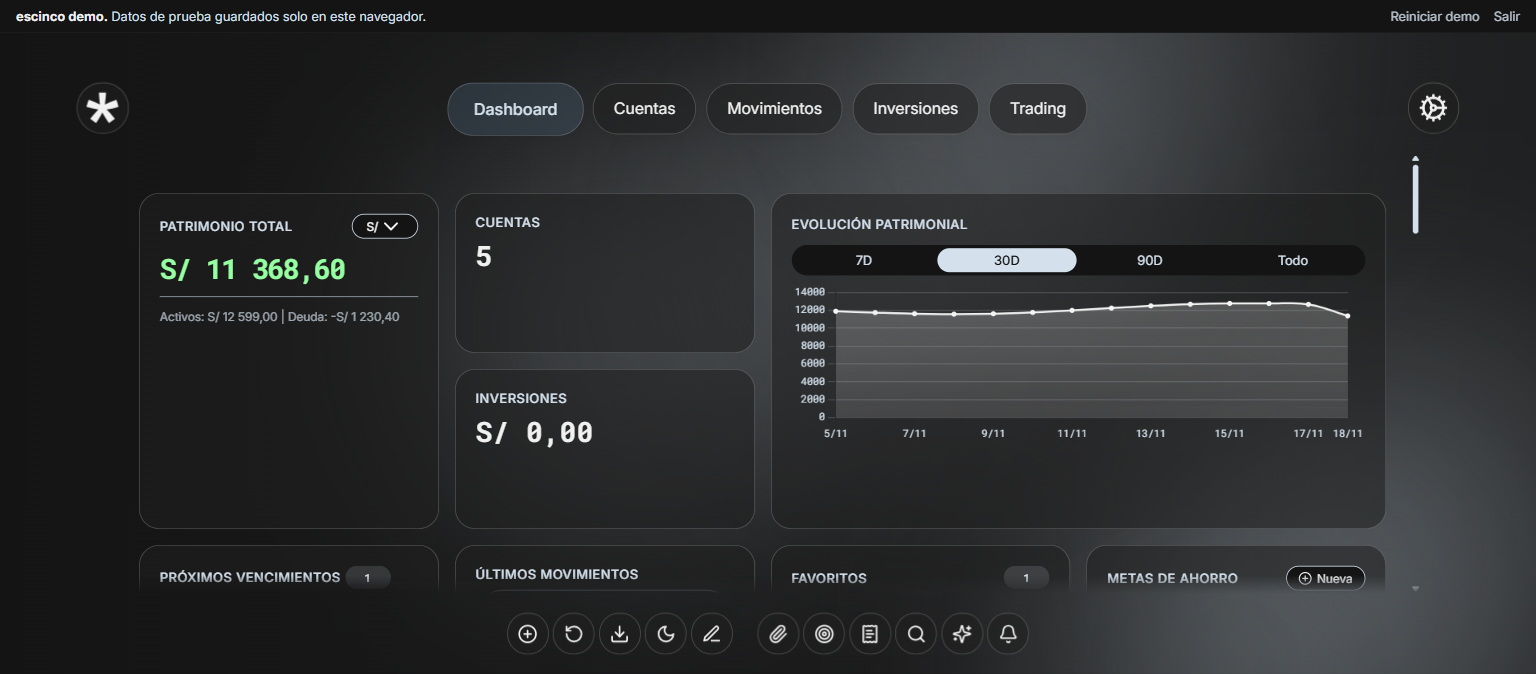 escinco demo. Datos de prueba guardados solo en este navegador.
Reiniciar demo Salir
Dashboard Cuentas Movimientos Inversiones Trading
PATRIMONIO TOTAL S/
S/ 11 368,60
Activos: S/ 12 599,00 | Deuda: -S/ 1 230,40
CUENTAS
5
INVERSIONES
S/ 0,00
EVOLUCIÓN PATRIMONIAL
7D 30D 90D Todo
14000
12000
10000
8000
6000
4000
2000
0
5/11 7/11 9/11 11/11 13/11 15/11 17/11 18/11
PRÓXIMOS VENCIMIENTOS 1
ÚLTIMOS MOVIMIENTOS
FAVORITOS 1
METAS DE AHORRO Nueva